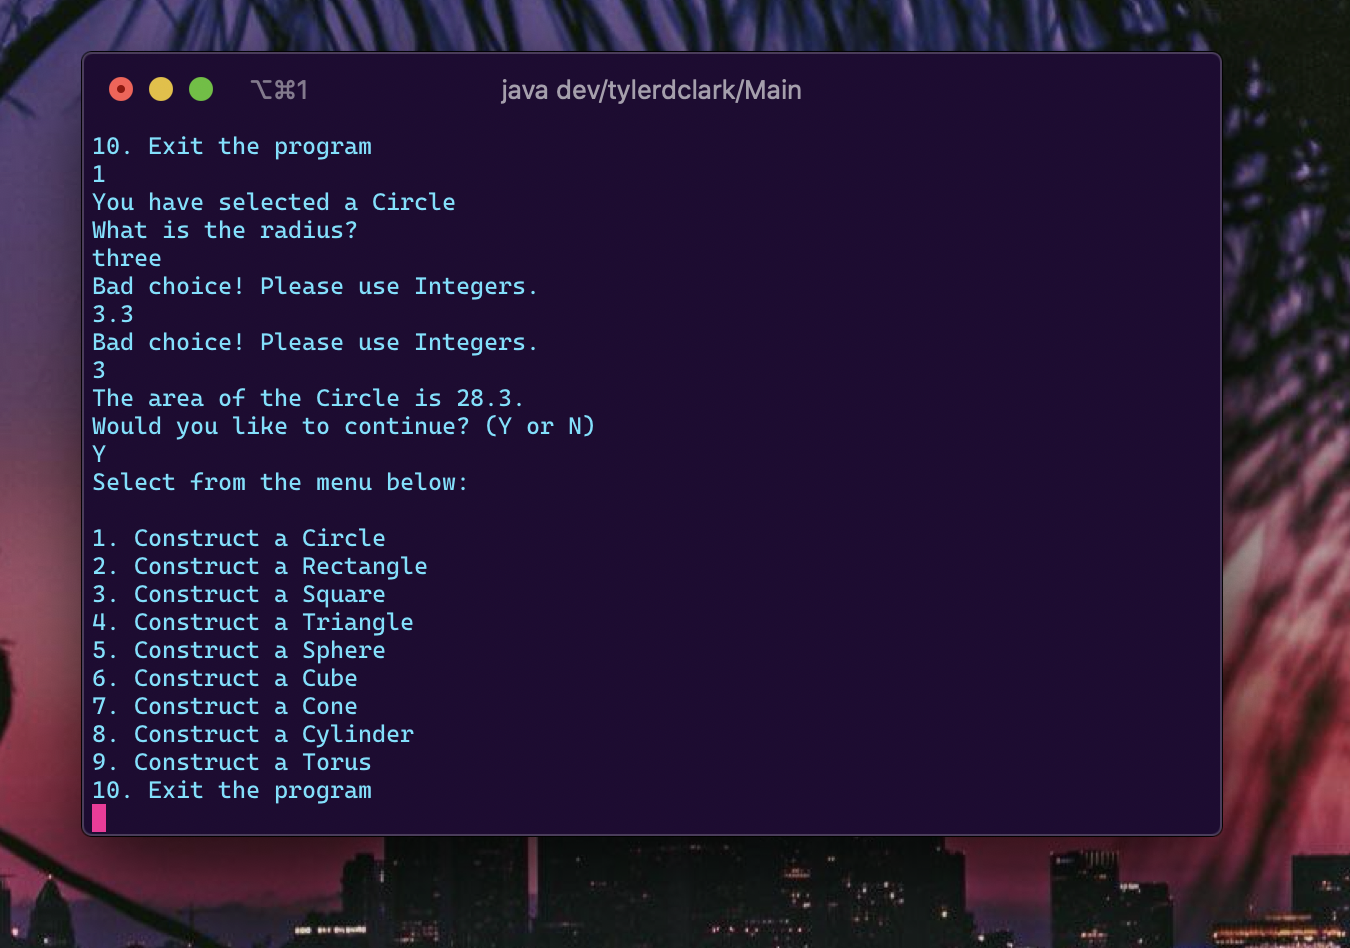 ⌥⌘1 java dev/tylerdclark/Main
10. Exit the program
1
You have selected a Circle
What is the radius?
three
Bad choice! Please use Integers.
3.3
Bad choice! Please use Integers.
3
The area of the Circle is 28.3.
Would you like to continue? (Y or N)
Y
Select from the menu below:
1. Construct a Circle
2. Construct a Rectangle
3. Construct a Square
4. Construct a Triangle
5. Construct a Sphere
6. Construct a Cube
7. Construct a Cone
8. Construct a Cylinder
9. Construct a Torus
10. Exit the program